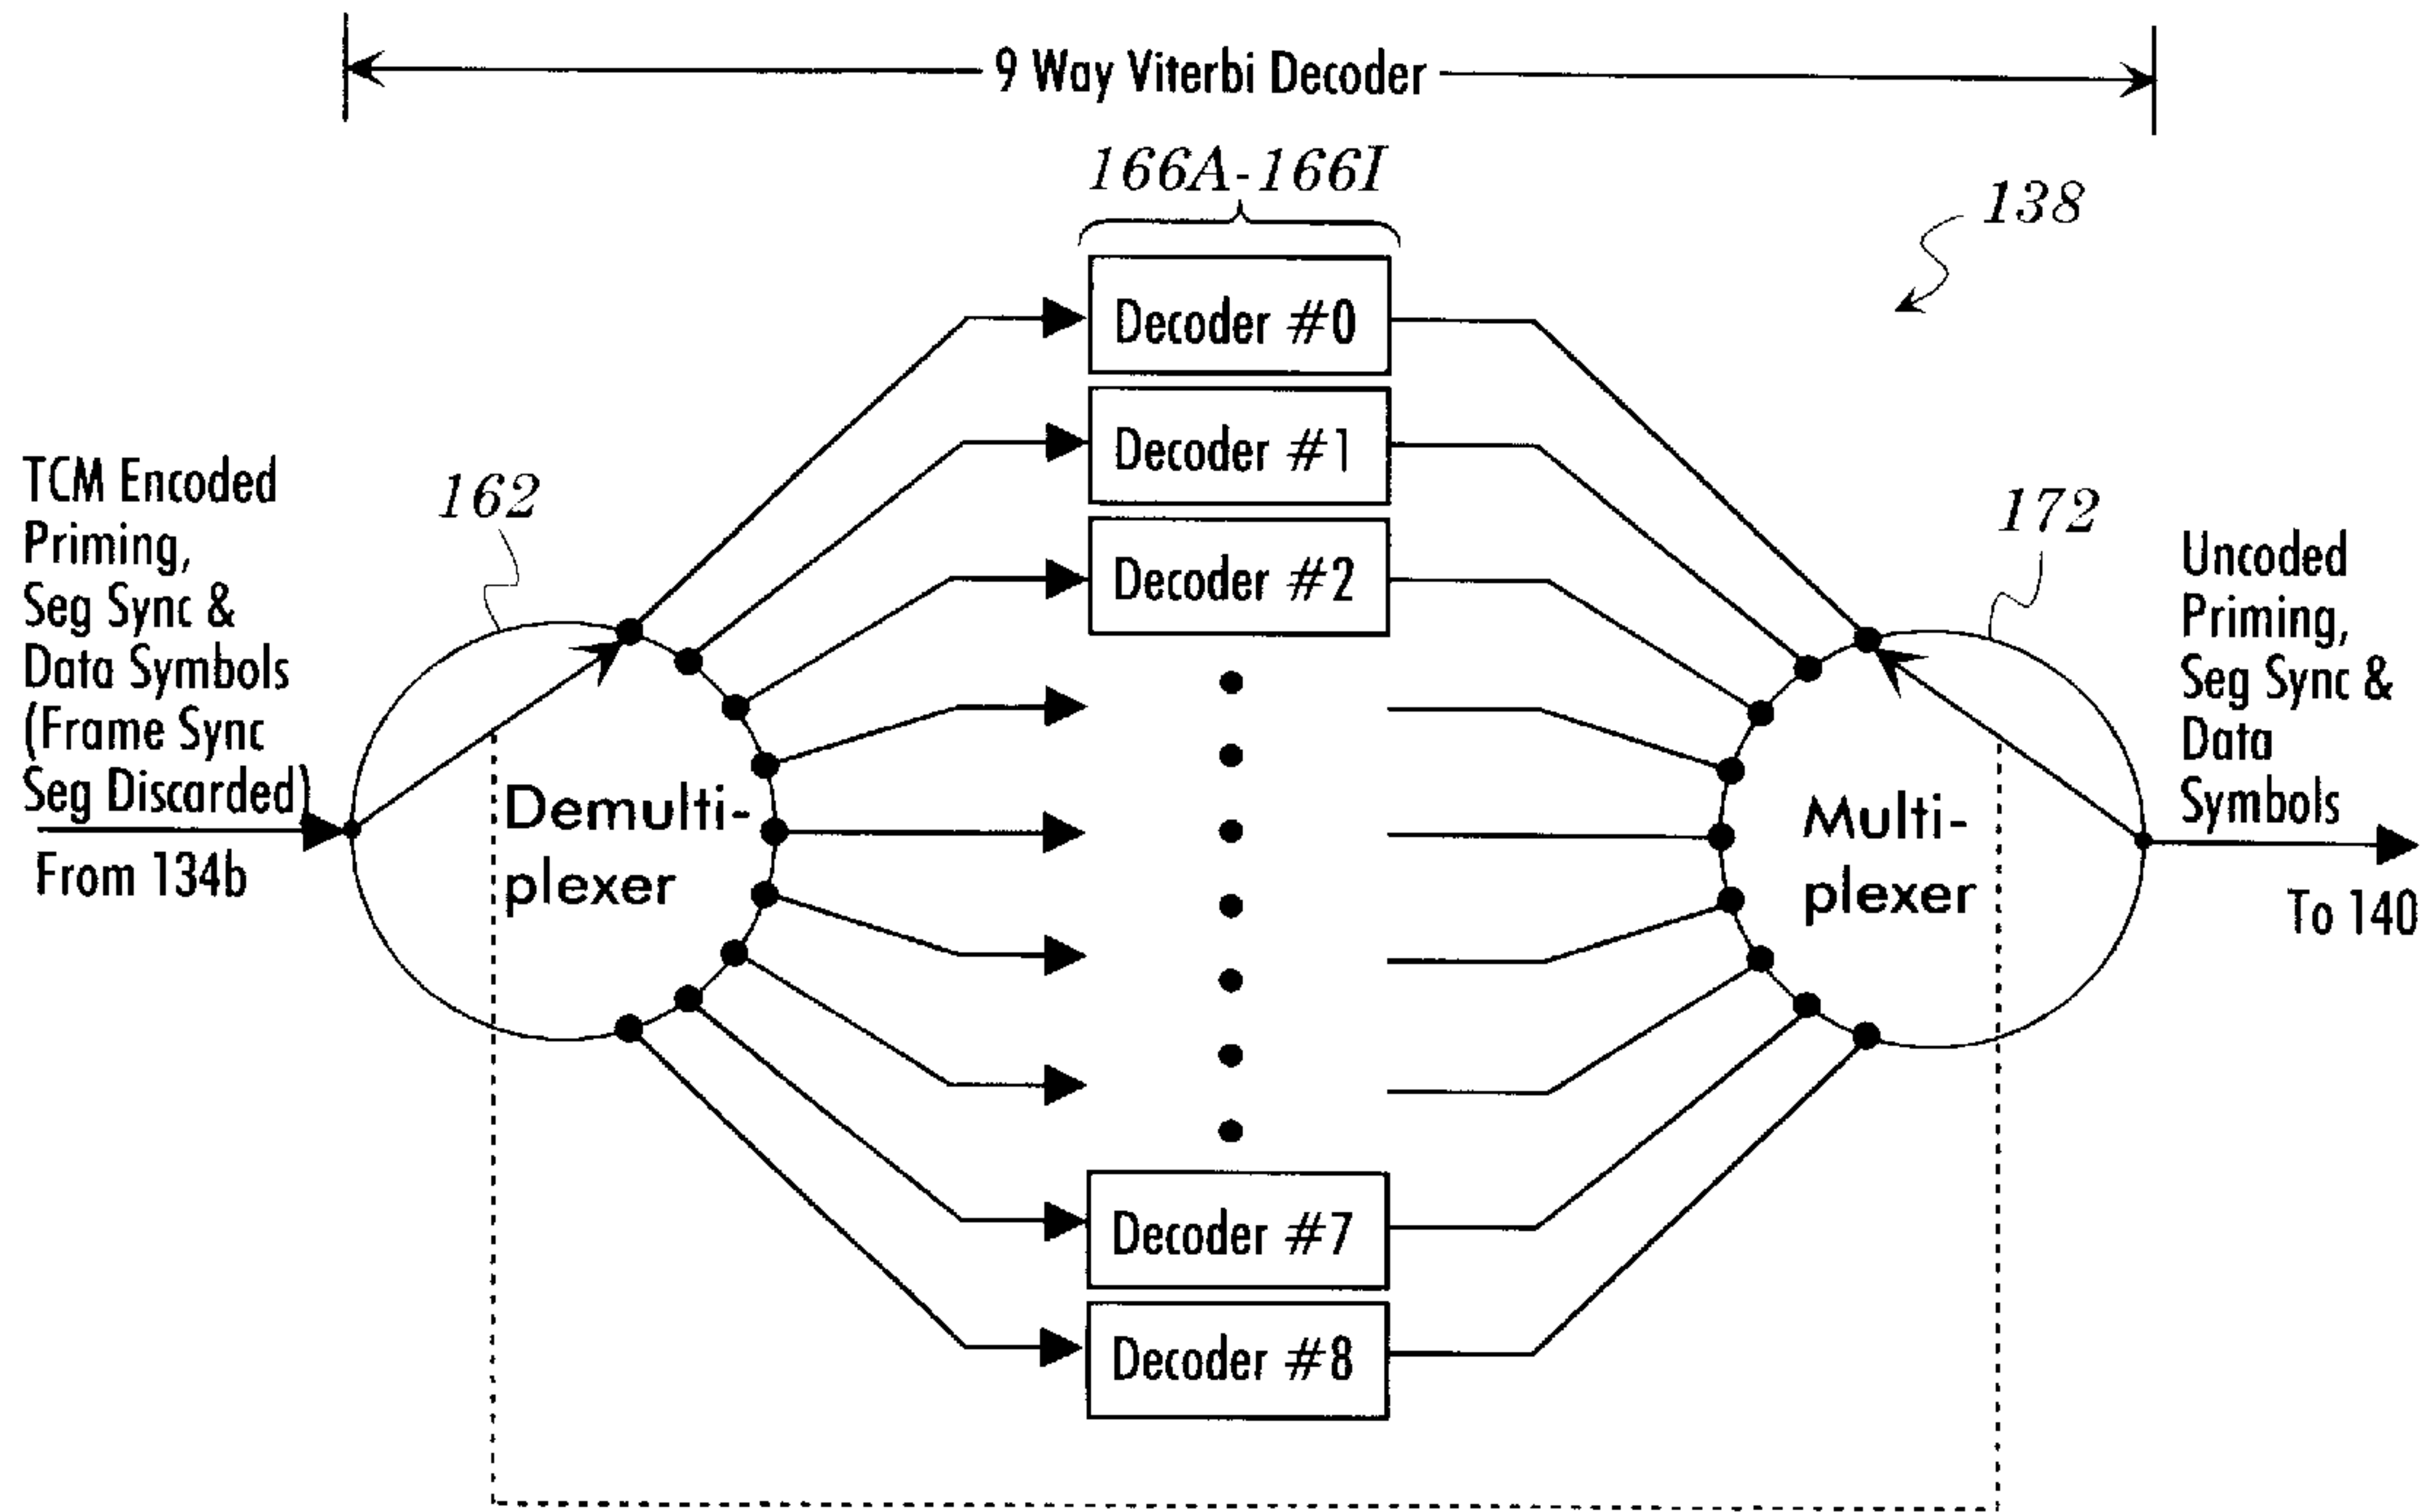 9 Way Viterbi Decoder
166A-166I
138
Decoder #0
Decoder #1
Decoder #2
TCM Encoded
Priming,
Seg Sync &
Data Symbols
(Frame Sync
Seg Discarded)
From 134b
162
Demulti-
plexer
172
Multi-
plexer
Uncoded
Priming,
Seg Sync &
Data
Symbols
To 140
Decoder #7
Decoder #8